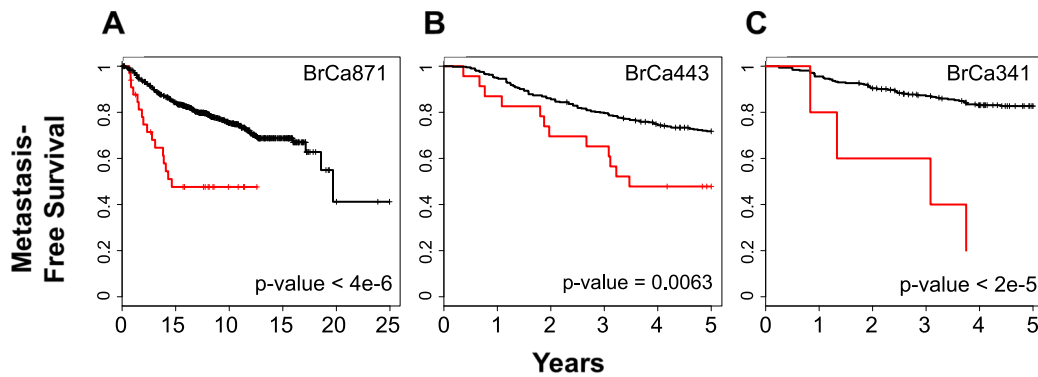 A
B
C
Metastasis-
Free Survival
BrCa871
1
0.8
0.6
0.4
0.2
0
p-value < 4e-6
0 15 10 15 20 25
BrCa443
1
0.8
0.6
0.4
0.2
0
p-value = 0.0063
0 1 2 3 4 5
BrCa341
1
0.8
0.6
0.4
0.2
0
p-value < 2e-5
0 1 2 3 4 5
Years